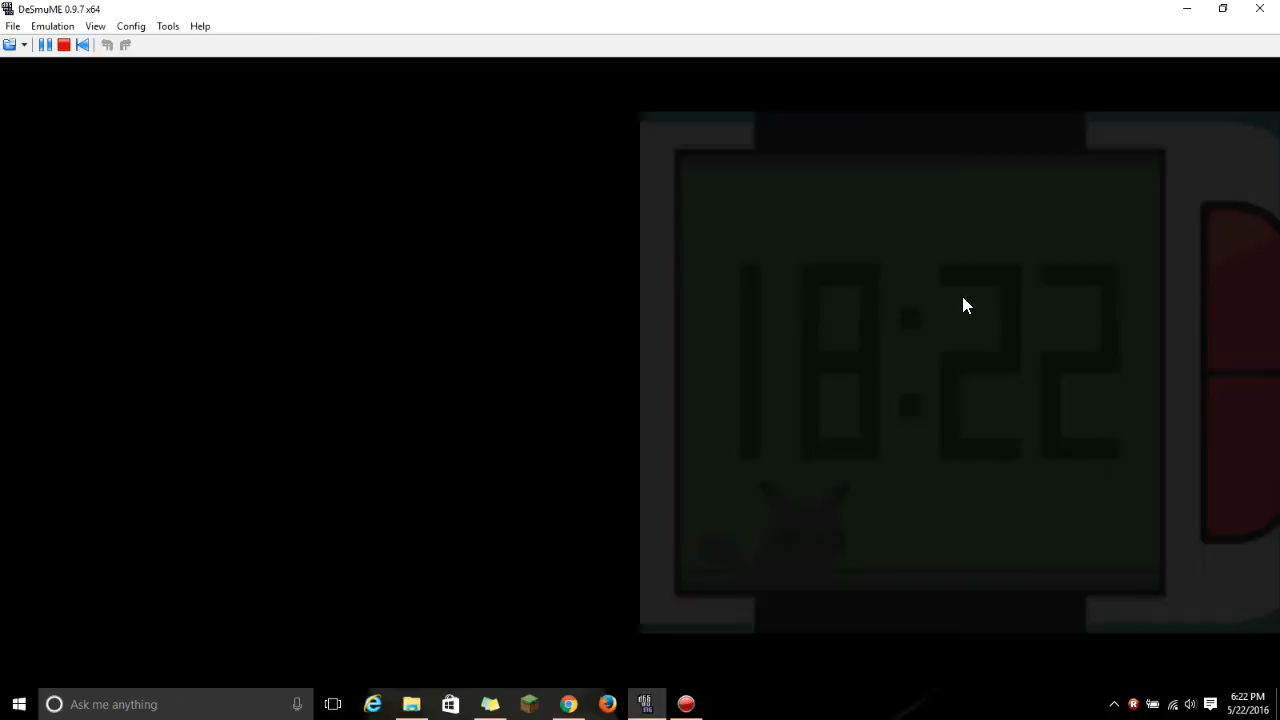 DeSmuME 0.9.7 x64
File Emulation View Config Tools Help
18:22
Ask me anything
6:22 PM
5/22/2016